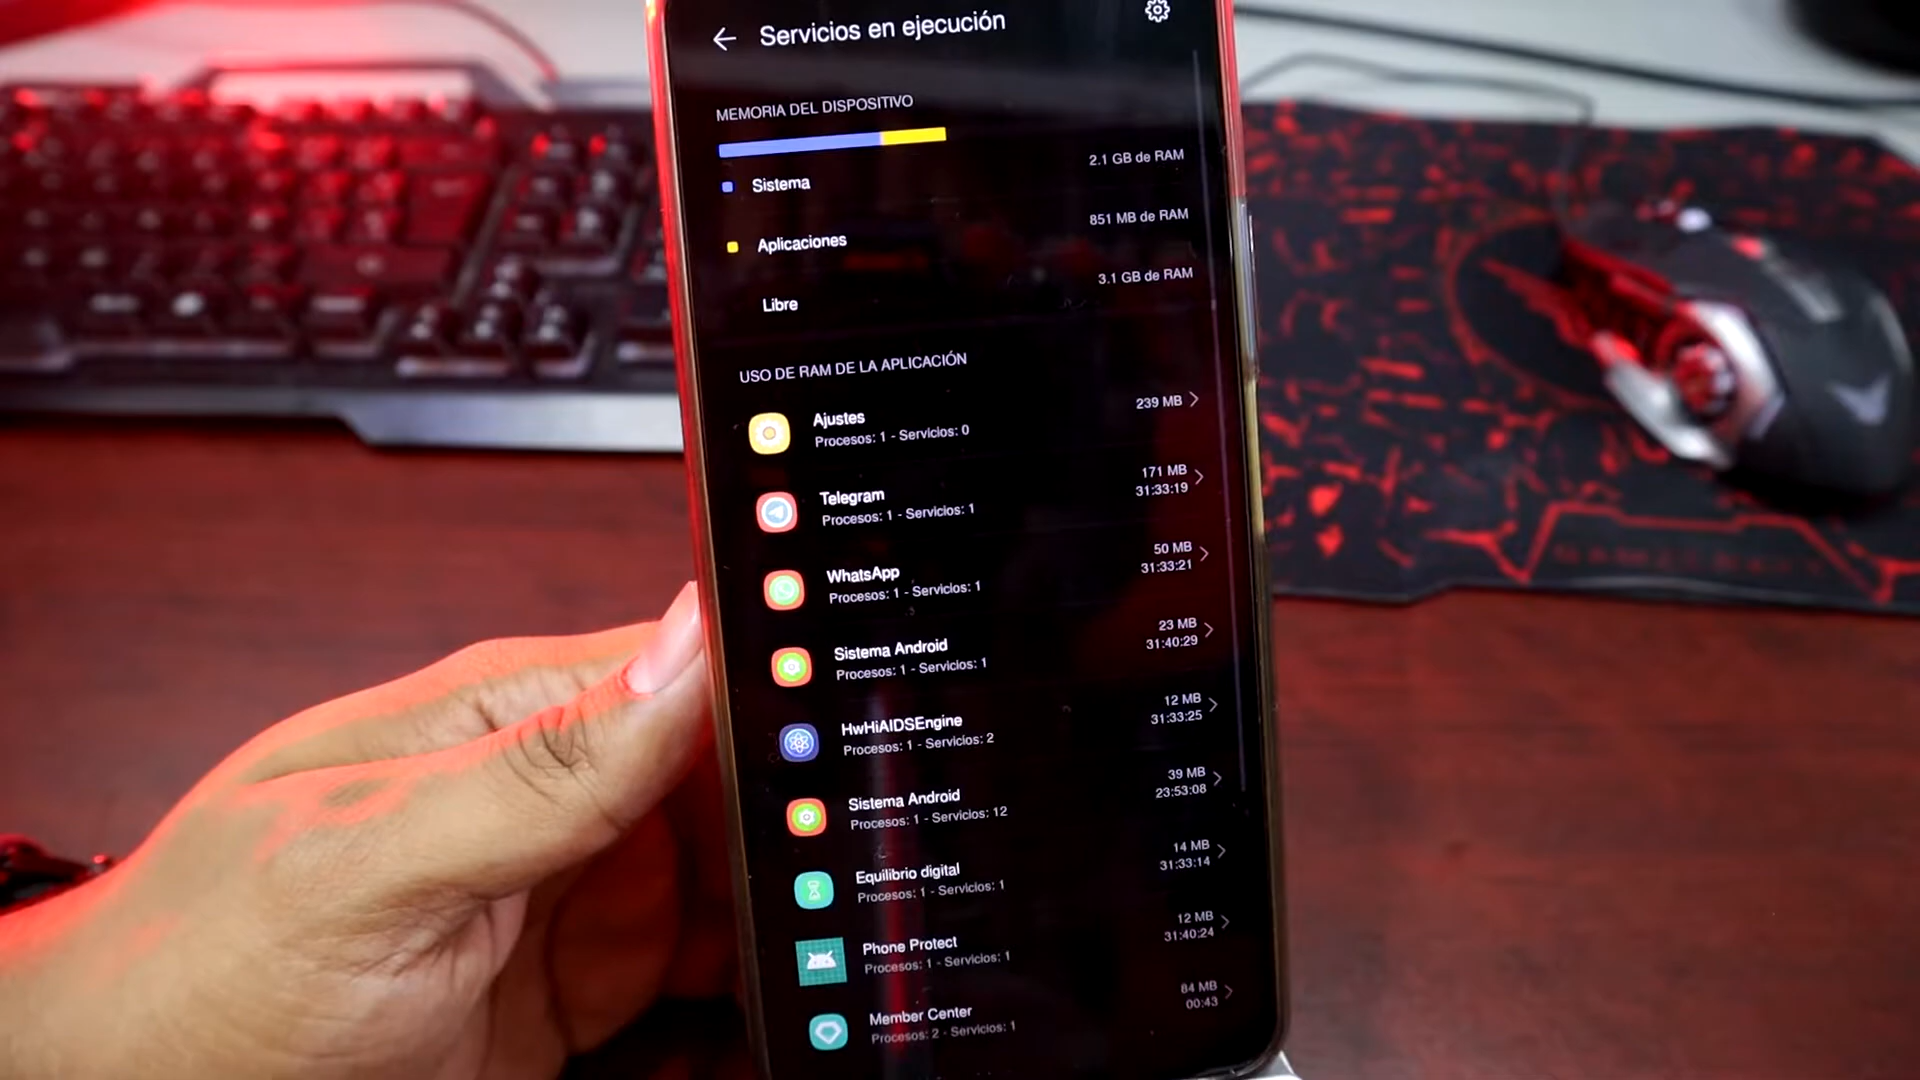 Servicios en ejecución
MEMORIA DEL DISPOSITIVO
Sistema
2.1 GB de RAM
Aplicaciones
851 MB de RAM
Libre
3.1 GB de RAM
USO DE RAM DE LA APLICACIÓN
Ajustes
239 MB
Procesos: 1 - Servicios: 0
Telegram
171 MB
Procesos: 1 - Servicios: 1
31:33:19
WhatsApp
50 MB
Procesos: 1 - Servicios: 1
31:33:21
Sistema Android
23 MB
Procesos: 1 - Servicios: 1
31:40:29
HwHiAIDSEngine
12 MB
Procesos: 1 - Servicios: 2
31:33:25
Sistema Android
39 MB
Procesos: 1 - Servicios: 12
23:53:08
Equilibrio digital
14 MB
Procesos: 1 - Servicios: 1
31:33:14
Phone Protect
12 MB
Procesos: 1 - Servicios: 1
31:40:24
Member Center
84 MB
Procesos: 2 - Servicios: 1
00:43